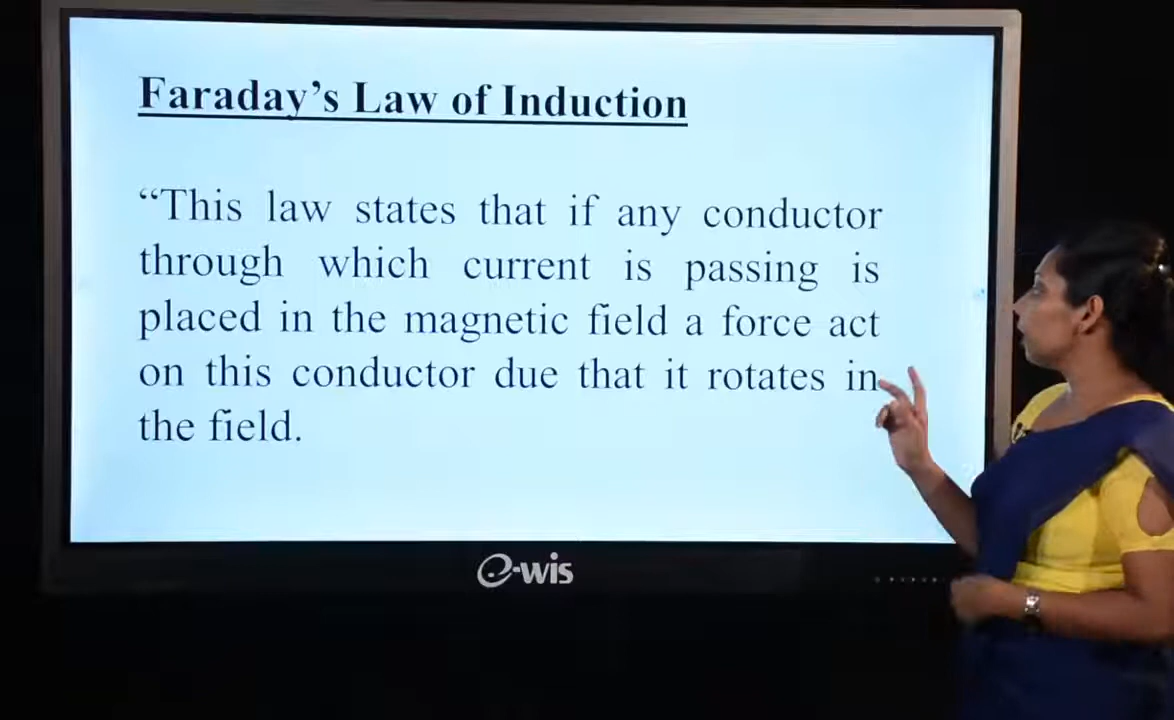 Faraday's Law of Induction
“This law states that if any conductor
through which current is passing is
placed in the magnetic field a force act
on this conductor due that it rotates in
the field.
e-wis